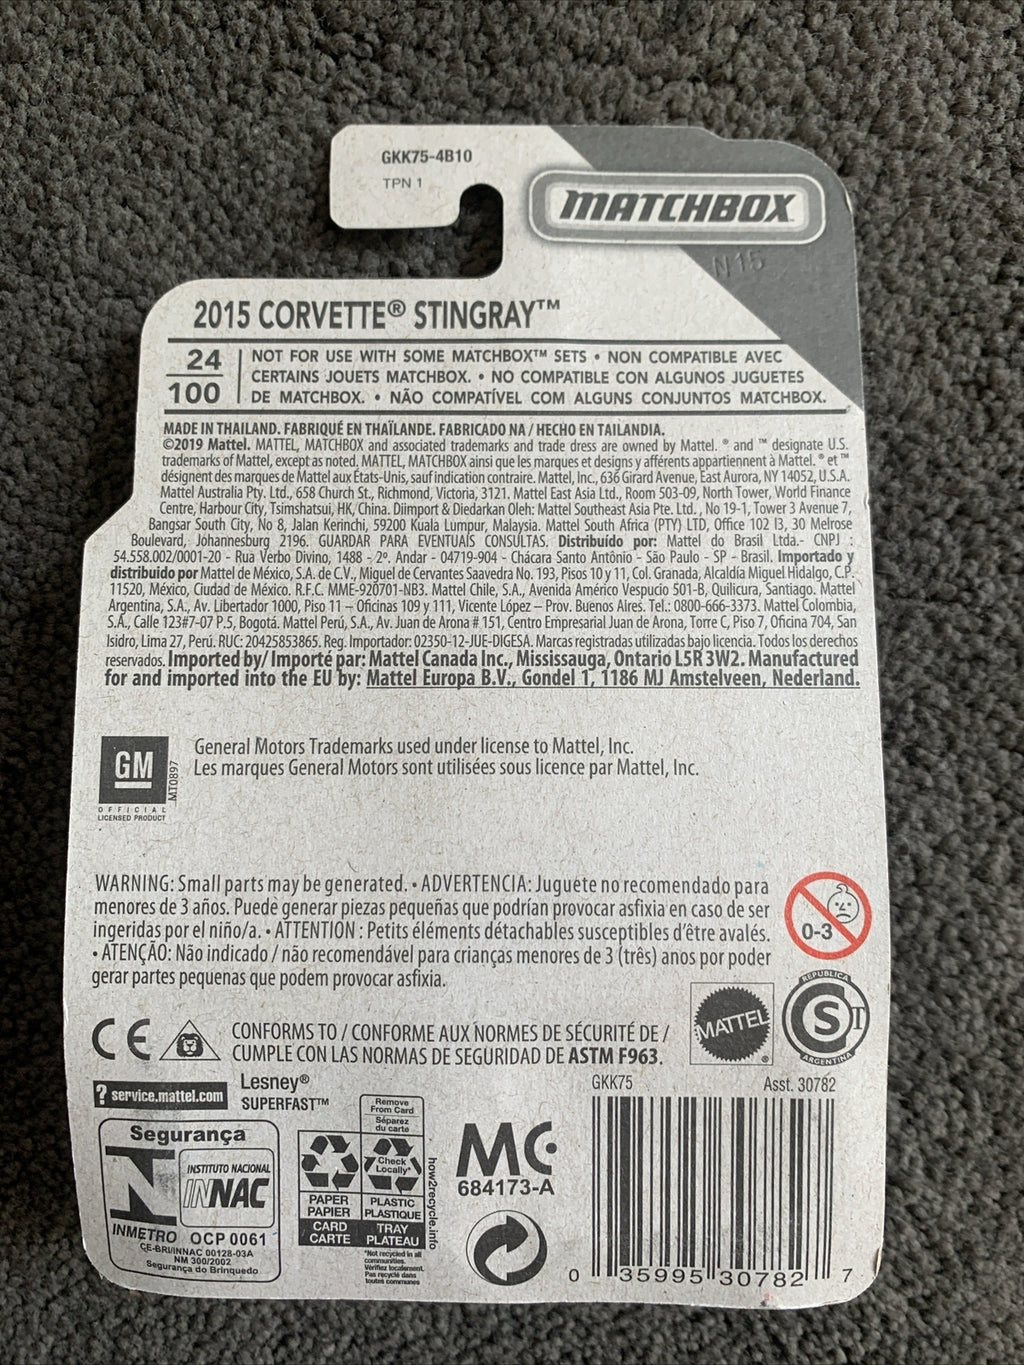 GKK75-4B10
TPN 1
MATCHBOX
N15
2015 CORVETTE® STINGRAY™
24
100
NOT FOR USE WITH SOME MATCHBOX™ SETS • NON COMPATIBLE AVEC
CERTAINS JOUETS MATCHBOX. • NO COMPATIBLE CON ALGUNOS JUGUETES
DE MATCHBOX. • NÃO COMPATÍVEL COM ALGUNS CONJUNTOS MATCHBOX.
MADE IN THAILAND. FABRIQUÉ EN THAÏLANDE. FABRICADO NA / HECHO EN TAILANDIA.
©2019 Mattel. MATTEL, MATCHBOX and associated trademarks and trade dress are owned by Mattel. ® and ™ designate U.S.
trademarks of Mattel, except as noted. MATTEL, MATCHBOX ainsi que les marques et designs y afférents appartiennent à Mattel. ® et ™
désignent des marques de Mattel aux États-Unis, sauf indication contraire. Mattel, Inc., 636 Girard Avenue, East Aurora, NY 14052, U.S.A.
Mattel Australia Pty. Ltd., 658 Church St., Richmond, Victoria, 3121. Mattel East Asia Ltd., Room 503-09, North Tower, World Finance
Centre, Harbour City, Tsimshatsui, HK, China. Diimport & Diedarkan Oleh: Mattel Southeast Asia Pte. Ltd., No 19-1, Tower 3 Avenue 7,
Bangsar South City, No 8, Jalan Kerinchi, 59200 Kuala Lumpur, Malaysia. Mattel South Africa (PTY) LTD, Office 102 I3, 30 Melrose
Boulevard, Johannesburg 2196. GUARDAR PARA EVENTUAIS CONSULTAS. Distribuído por: Mattel do Brasil Ltda.- CNPJ :
54.558.002/0001-20 - Rua Verbo Divino, 1488 - 2º. Andar - 04719-904 - Chácara Santo Antônio - São Paulo - SP - Brasil. Importado y
distribuido por Mattel de México, S.A. de C.V., Miguel de Cervantes Saavedra No. 193, Pisos 10 y 11, Col. Granada, Alcaldía Miguel Hidalgo, C.P.
11520, México, Ciudad de México. R.F.C. MME-920701-NB3. Mattel Chile, S.A., Avenida Américo Vespucio 501-B, Quilicura, Santiago. Mattel
Argentina, S.A., Av. Libertador 1000, Piso 11 – Oficinas 109 y 111, Vicente López – Prov. Buenos Aires. Tel.: 0800-666-3373. Mattel Colombia,
S.A., Calle 123#7-07 P.5, Bogotá. Mattel Perú, S.A., Av. Juan de Arona # 151, Centro Empresarial Juan de Arona, Torre C, Piso 7, Oficina 704, San
Isidro, Lima 27, Perú. RUC: 20425853865. Reg. Importador: 02350-12-JUE-DIGESA. Marcas registradas utilizadas bajo licencia. Todos los derechos
reservados. Imported by/ Importé par: Mattel Canada Inc., Mississauga, Ontario L5R 3W2. Manufactured
for and imported into the EU by: Mattel Europa B.V., Gondel 1, 1186 MJ Amstelveen, Nederland.
GM
MT0897
OFFICIAL
LICENSED PRODUCT
General Motors Trademarks used under license to Mattel, Inc.
Les marques General Motors sont utilisées sous licence par Mattel, Inc.
WARNING: Small parts may be generated. • ADVERTENCIA: Juguete no recomendado para
menores de 3 años. Puede generar piezas pequeñas que podrían provocar asfixia en caso de ser
ingeridas por el niño/a. • ATTENTION : Petits éléments détachables susceptibles d'être avalés.
• ATENÇÃO: Não indicado / não recomendável para crianças menores de 3 (três) anos por poder
gerar partes pequenas que podem provocar asfixia.
0-3
CE
CONFORMS TO / CONFORME AUX NORMES DE SÉCURITÉ DE /
CUMPLE CON LAS NORMAS DE SEGURIDAD DE ASTM F963.
MATTEL®
REPUBLICA
S
T
ARGENTINA
? service.mattel.com
Lesney®
SUPERFAST™
GKK75
Asst. 30782
Segurança
INSTITUTO NACIONAL
INNAC
INMETRO OCP 0061
CE-BRI/INNAC 00128-03A
NM 300/2002
Segurança do Brinquedo
Remove
From Card
Séparez
du carte
Check
Locally*
PAPER
PAPIER
PLASTIC
PLASTIQUE
CARD
CARTE
TRAY
PLATEAU
*Not recycled in all
communities.
Vérifiez localement.
Pas recyclé dans
toutes communes
how2recycle.info
MC
684173-A
0 35995 30782 7